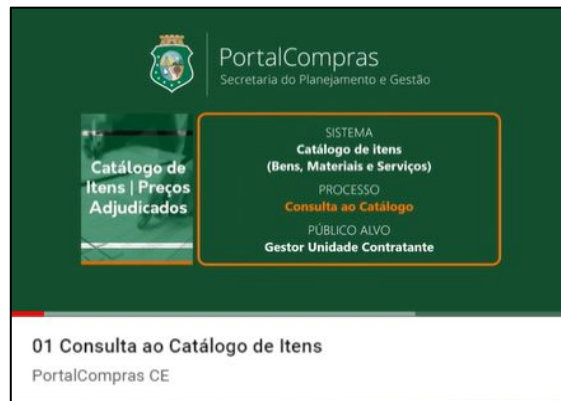 PortalCompras
Secretaria do Planejamento e Gestão
Catálogo de
Itens | Preços
Adjudicados
SISTEMA
Catálogo de itens
(Bens, Materiais e Serviços)
PROCESSO
Consulta ao Catálogo
PÚBLICO ALVO
Gestor Unidade Contratante
01 Consulta ao Catálogo de Itens
PortalCompras CE